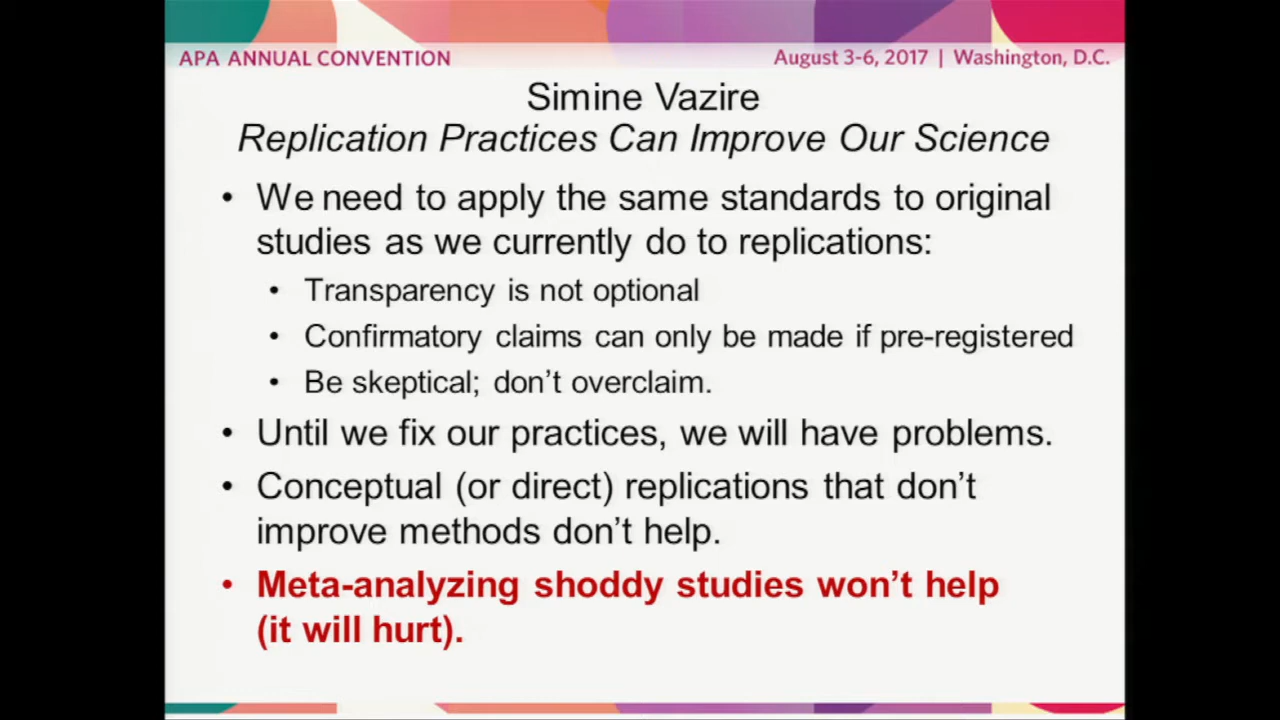 APA ANNUAL CONVENTION
August 3-6, 2017 | Washington, D.C.
Simine Vazire
Replication Practices Can Improve Our Science
• We need to apply the same standards to original
studies as we currently do to replications:
• Transparency is not optional
• Confirmatory claims can only be made if pre-registered
• Be skeptical; don’t overclaim.
• Until we fix our practices, we will have problems.
• Conceptual (or direct) replications that don’t
improve methods don’t help.
• Meta-analyzing shoddy studies won’t help
(it will hurt).